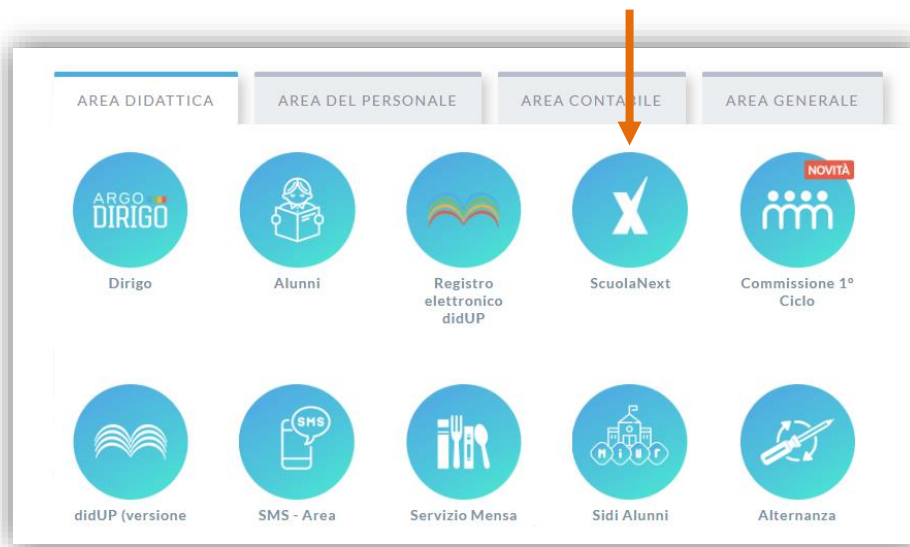 AREA DIDATTICA
AREA DEL PERSONALE
AREA CONTABILE
AREA GENERALE
ARGO
DIRIGO
NOVITÀ
Dirigo
Alunni
Registro
elettronico
didUP
ScuolaNext
Commissione 1°
Ciclo
SMS
MIUR
didUP (versione
SMS - Area
Servizio Mensa
Sidi Alunni
Alternanza